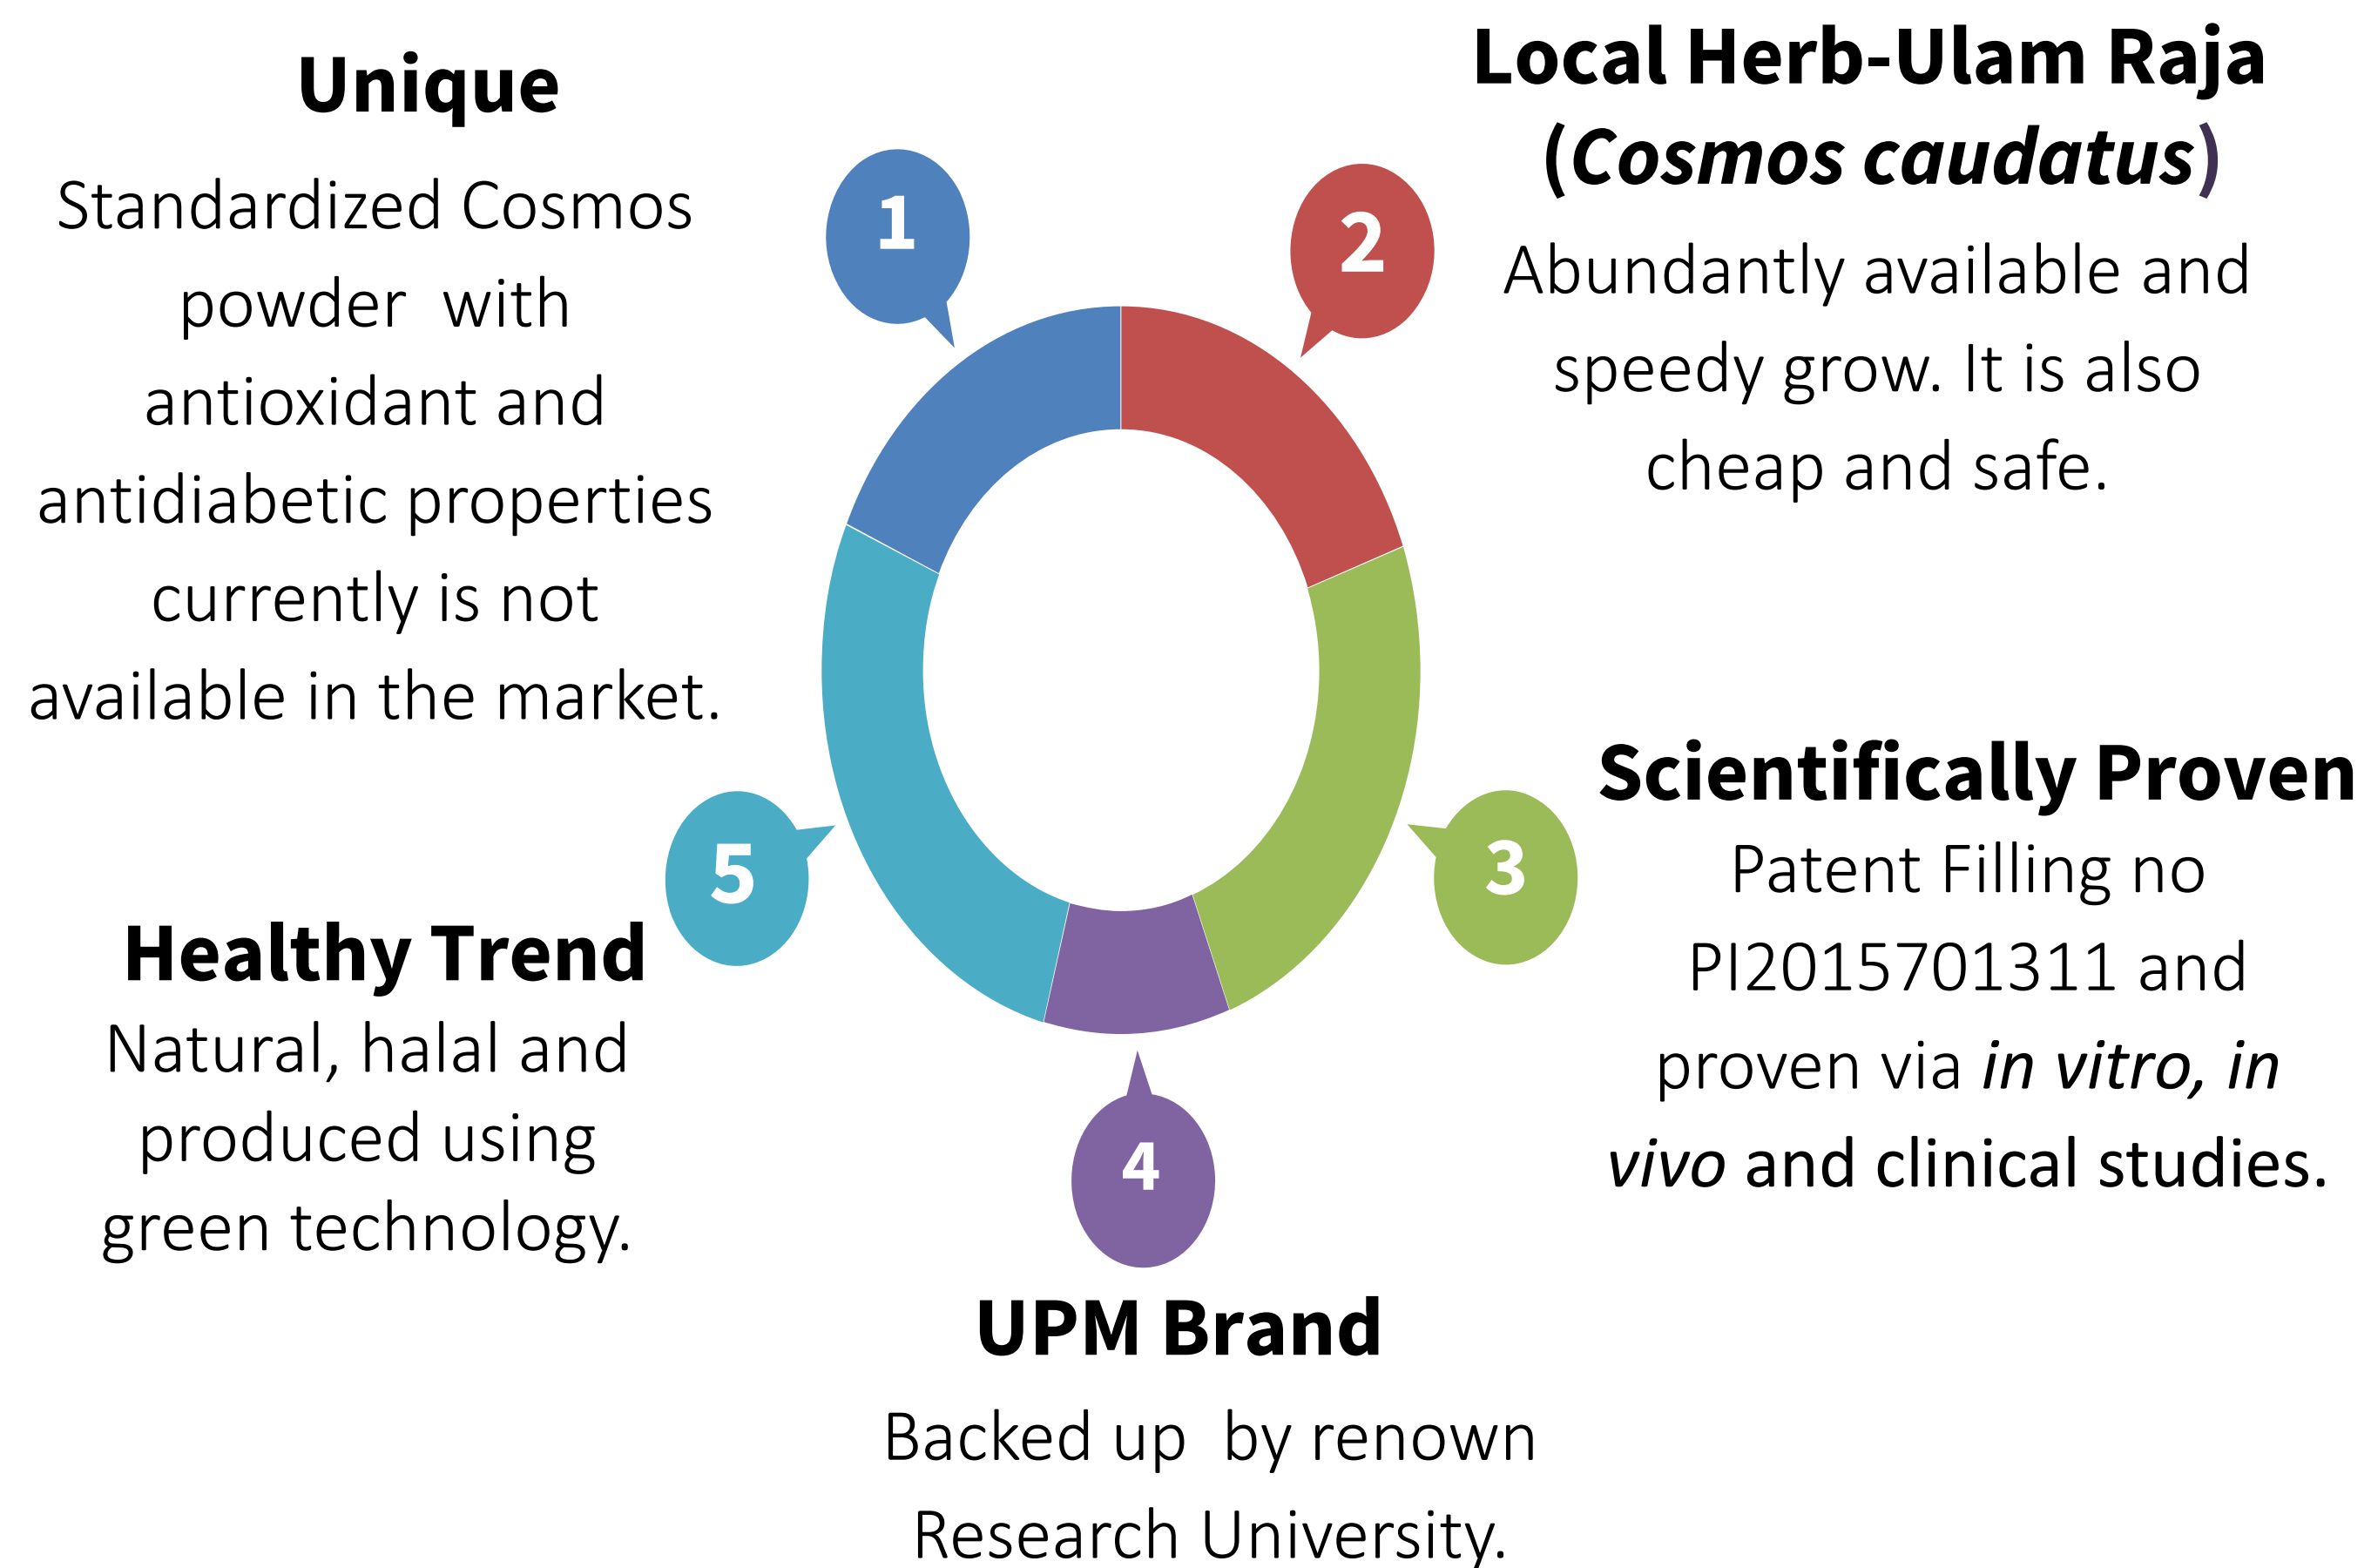 Unique
Standardized Cosmos
powder with
antioxidant and
antidiabetic properties
currently is not
available in the market.
1
2
Local Herb-Ulam Raja
(Cosmos caudatus)
Abundantly available and
speedy grow. It is also
cheap and safe.
3
Scientifically Proven
Patent Filling no
PI2015701311 and
proven via in vitro, in
vivo and clinical studies.
4
UPM Brand
Backed up by renown
Research University.
5
Healthy Trend
Natural, halal and
produced using
green technology.